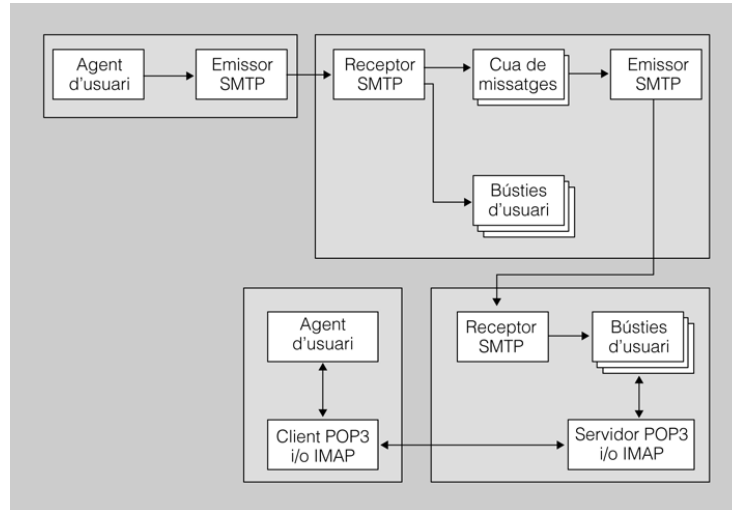 Agent
d'usuari
Emissor
SMTP
Receptor
SMTP
Cua de
missatges
Emissor
SMTP
Bústies
d'usuari
Agent
d'usuari
Receptor
SMTP
Bústies
d'usuari
Client POP3
i/o IMAP
Servidor POP3
i/o IMAP